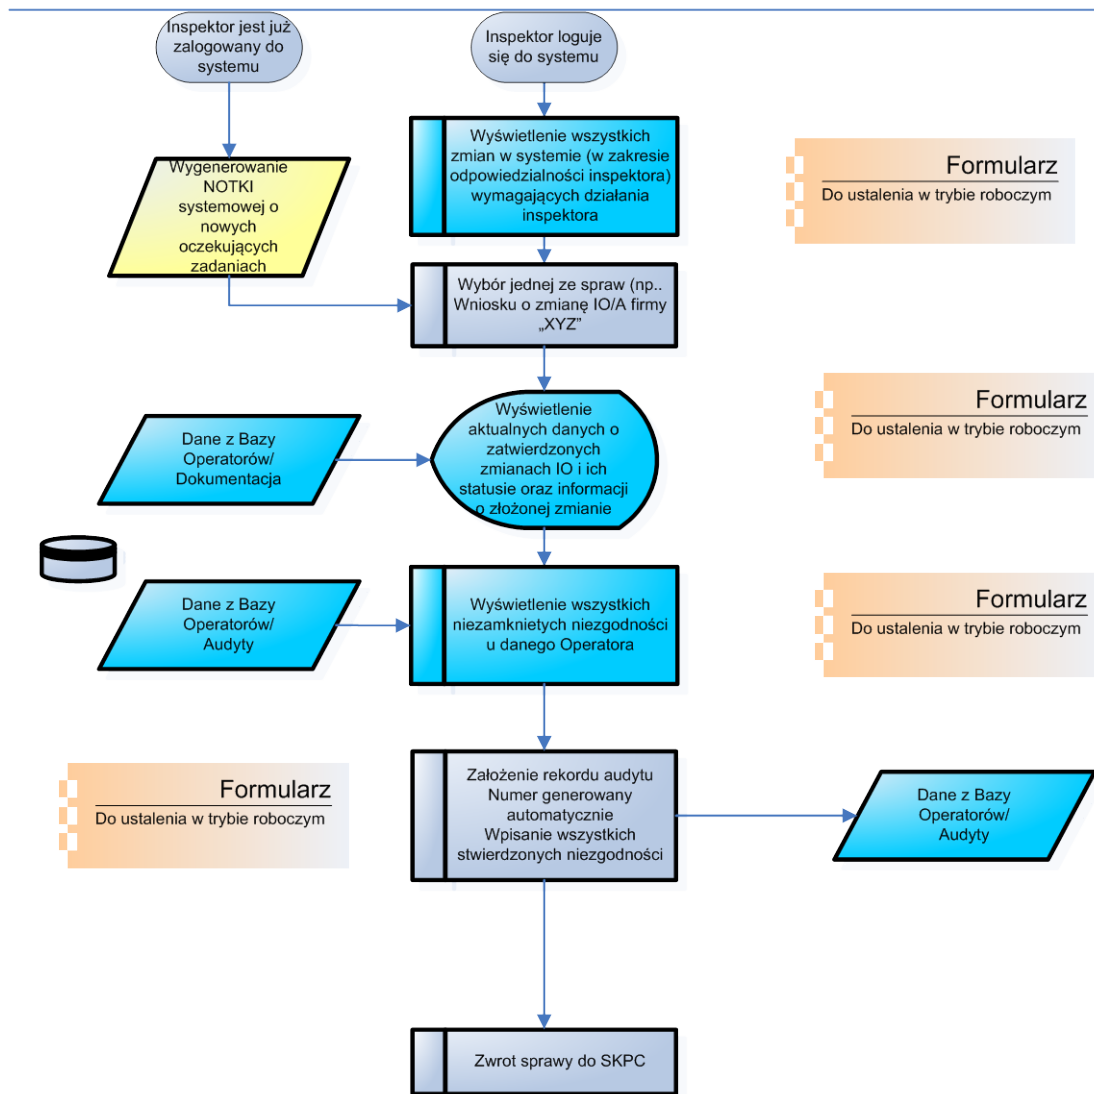 Inspektor jest już
zalogowany do
systemu
Inspektor loguje
się do systemu
Wyświetlenie wszystkich
zmian w systemie (w zakresie
odpowiedzialności inspektora)
wymagających działania
inspektora
Formularz
Do ustalenia w trybie roboczym
Wygenerowanie
NOTKI
systemowej o
nowych
oczekujących
zadaniach
Wybór jednej ze spraw (np..
Wniosku o zmianę IO/A firmy
„XYZ”
Formularz
Do ustalenia w trybie roboczym
Wyświetlenie
aktualnych danych o
zatwierdzonych
zmianach IO i ich
statusie oraz informacji
o złożonej zmianie
Dane z Bazy
Operatorów/
Dokumentacja
Dane z Bazy
Operatorów/
Audyty
Wyświetlenie wszystkich
niezamknietych niezgodności
u danego Operatora
Formularz
Do ustalenia w trybie roboczym
Formularz
Do ustalenia w trybie roboczym
Założenie rekordu audytu
Numer generowany
automatycznie
Wpisanie wszystkich
stwierdzonych niezgodności
Dane z Bazy
Operatorów/
Audyty
Zwrot sprawy do SKPC